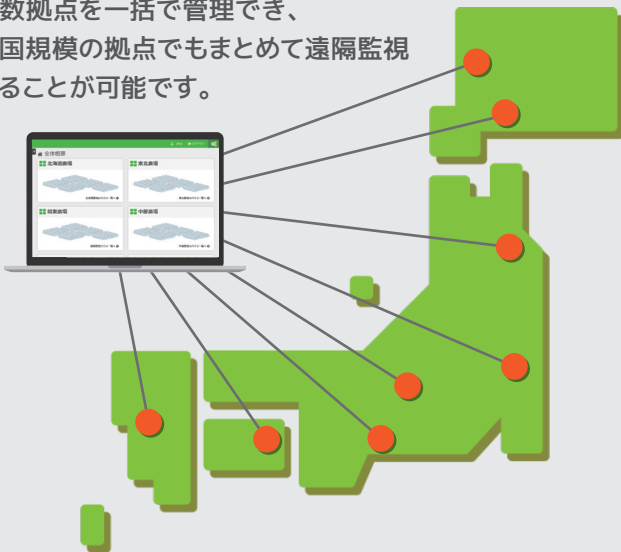 数拠点を一括で管理でき、
国規模の拠点でもまとめて遠隔監視
ることが可能です。
全体概要
北海道農場
東北農場
関東農場
中部農場